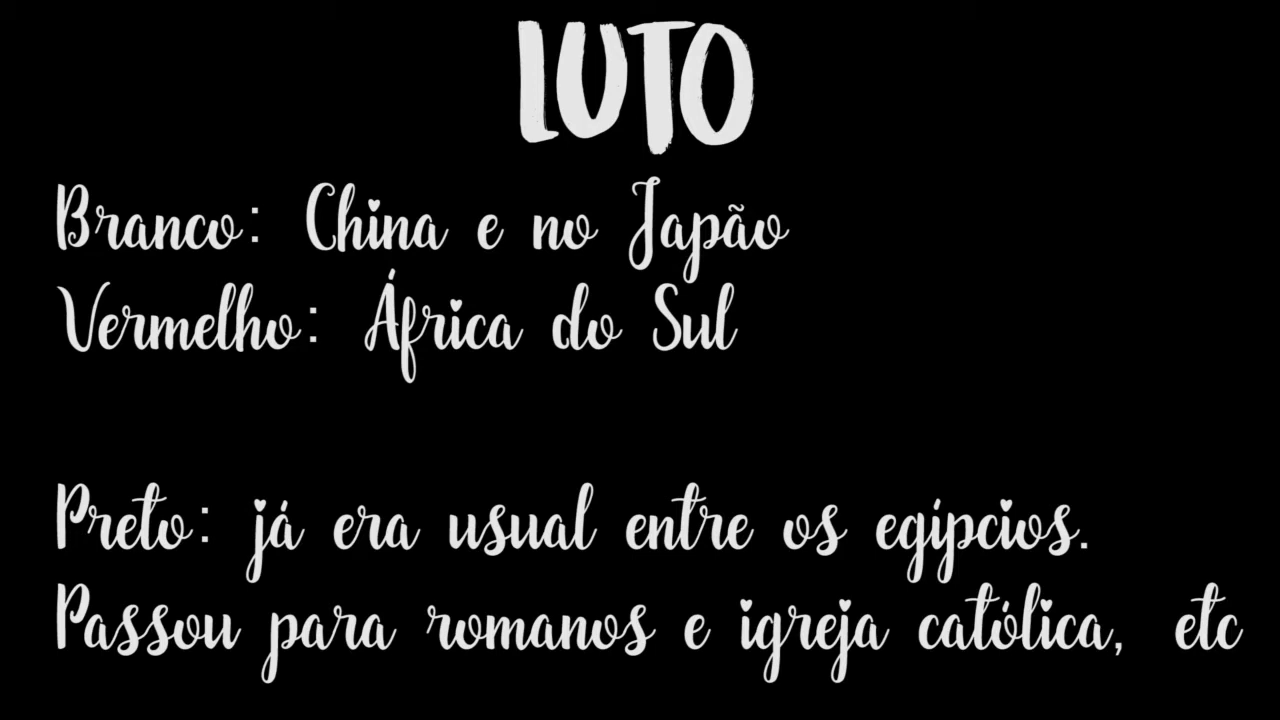 LUTO
Branco: China e no Japão
Vermelho: África do Sul
Preto: já era usual entre os egípcios.
Passou para romanos e igreja católica, etc